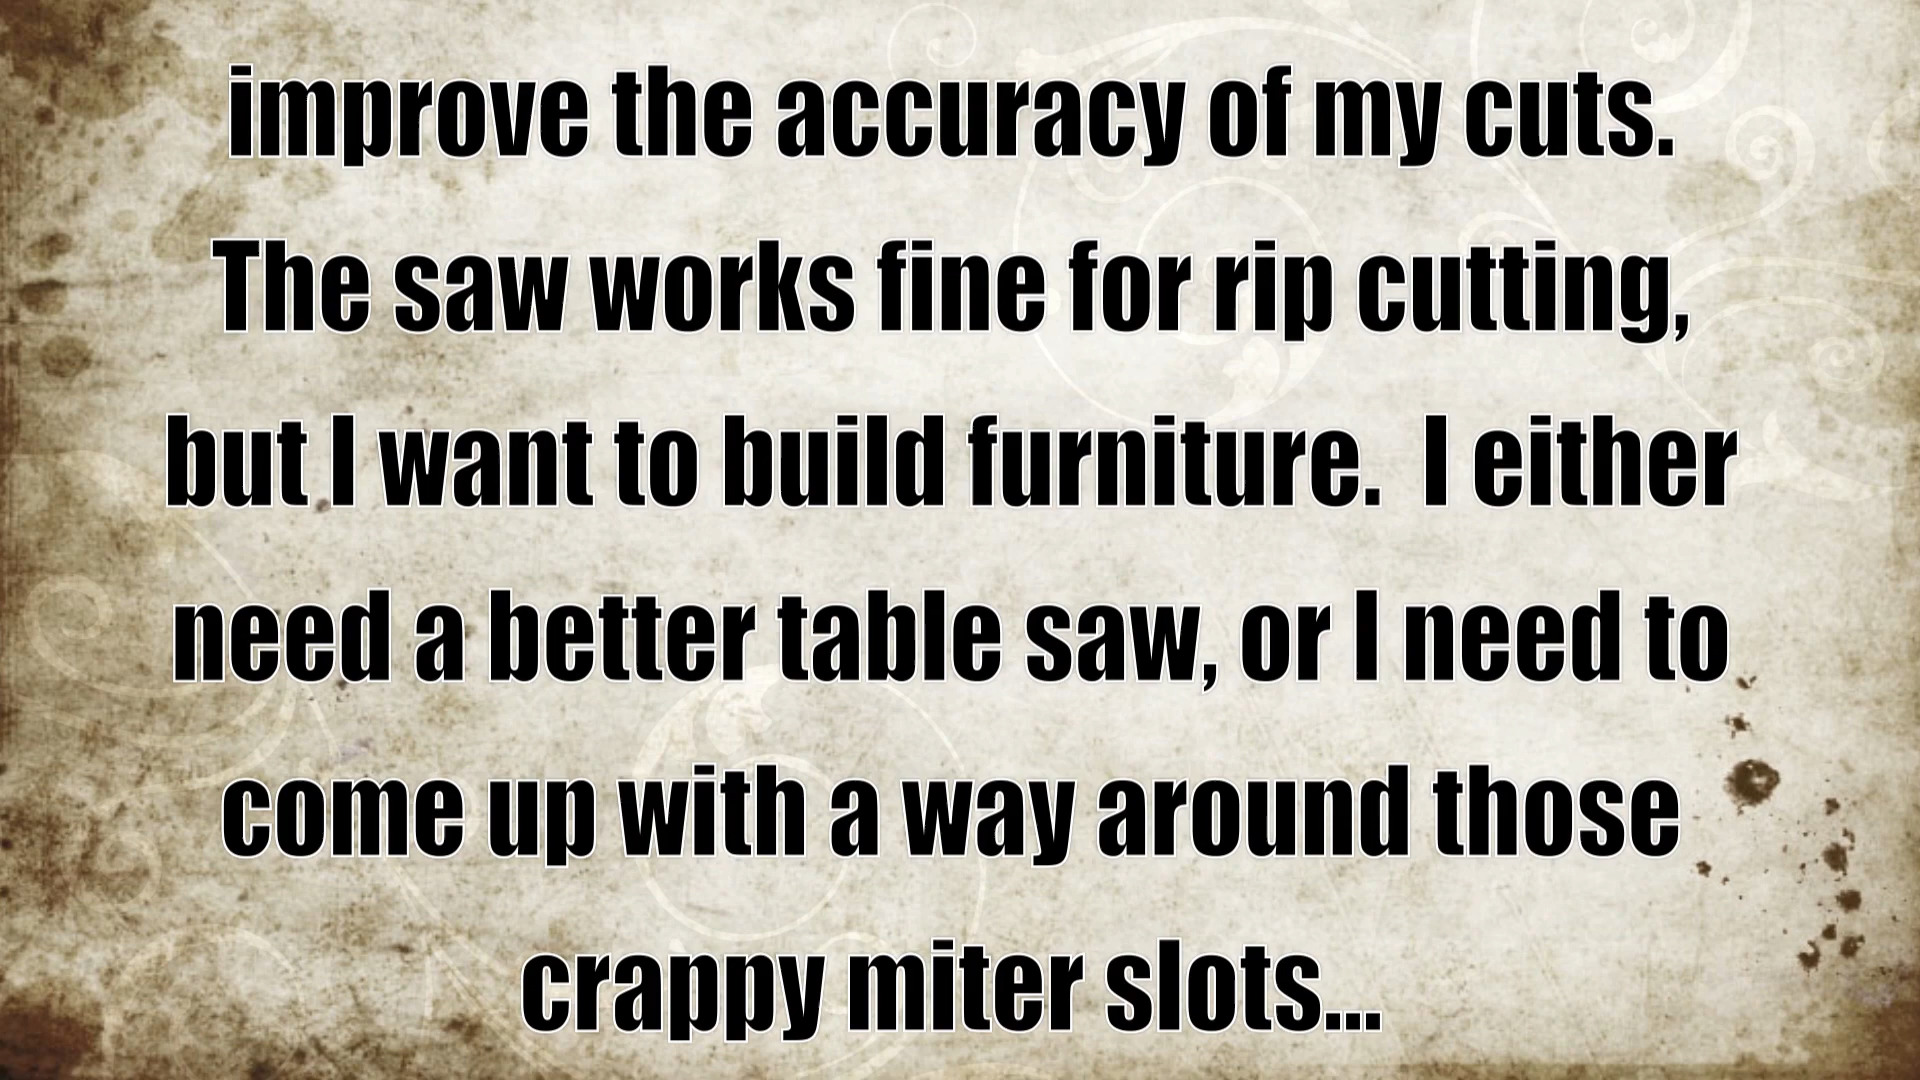 improve the accuracy of my cuts.
The saw works fine for rip cutting,
but I want to build furniture.  I either
need a better table saw, or I need to
come up with a way around those
crappy miter slots...